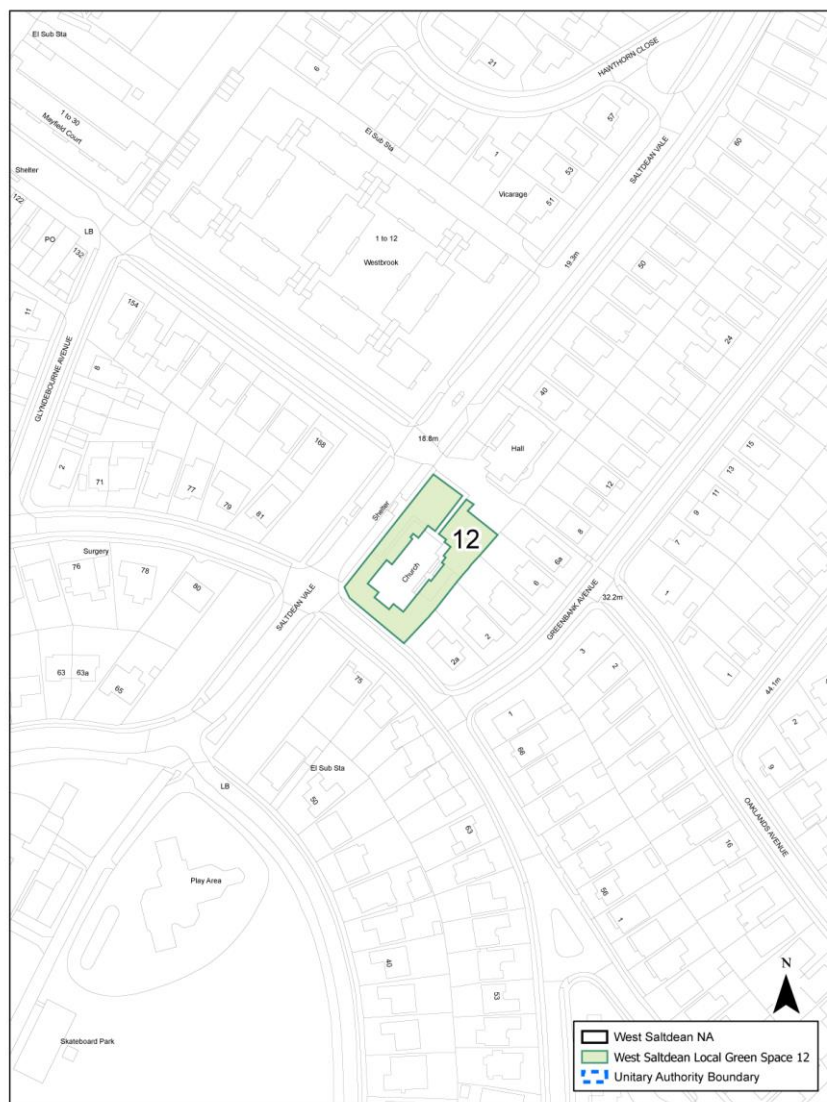 El Sub Sta
21
HAWTHORN CLOSE
6
1 to 30
Mayfield Court
El Sub Sta
57
SALTDEAN VALE
60
1
53
Shelter
Vicarage
51
122
LB
PO
132
1 to 12
Westbrook
19.3m
50
11
154
24
GLYNDEBOURNE AVENUE
8
40
168
18.8m
Hall
15
2
71
77
79
81
Shelter
12
13
11
9
12
8
7
Surgery
Church
6a
76
78
80
SALTDEAN VALE
6
GREENBANK AVENUE
32.2m
1
2
2a
63
63a
65
3
2
1
75
44.1m
1
2
66
El Sub Sta
9
LB
50
OAKLANDS AVENUE
63
16
Play Area
56
1
40
53
N
Skateboard Park
West Saltdean NA
West Saltdean Local Green Space 12
Unitary Authority Boundary